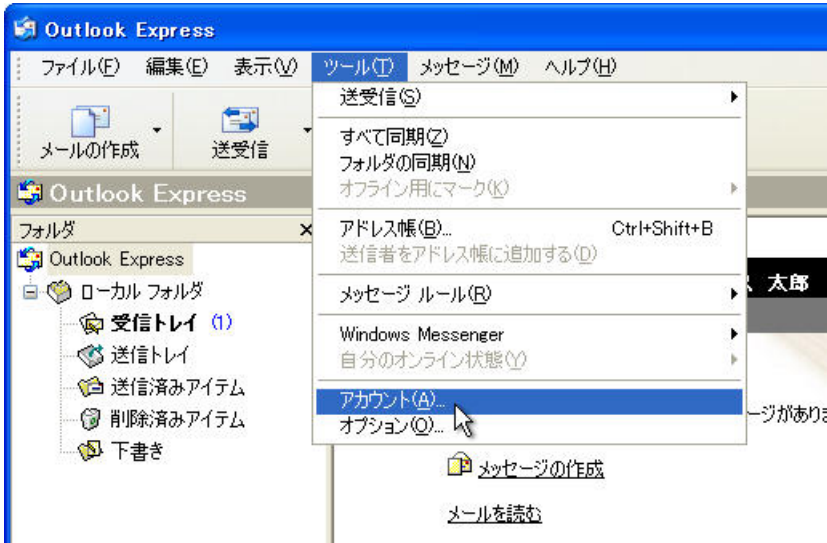 Outlook Express
ファイル(F) 編集(E) 表示(V) ツール(T) メッセージ(M) ヘルプ(H)
メールの作成 送受信
送受信(S)
すべて同期(Z)
フォルダの同期(N)
オフライン用にマーク(K)
アドレス帳(B)... Ctrl+Shift+B
送信者をアドレス帳に追加する(D)
メッセージ ルール(R)
Windows Messenger
自分のオンライン状態(Y)
アカウント(A)...
オプション(O)...
Outlook Express
フォルダ
Outlook Express
ローカル フォルダ
受信トレイ (1)
送信トレイ
送信済みアイテム
削除済みアイテム
下書き
太郎
ージがありま
メッセージの作成
メールを読む